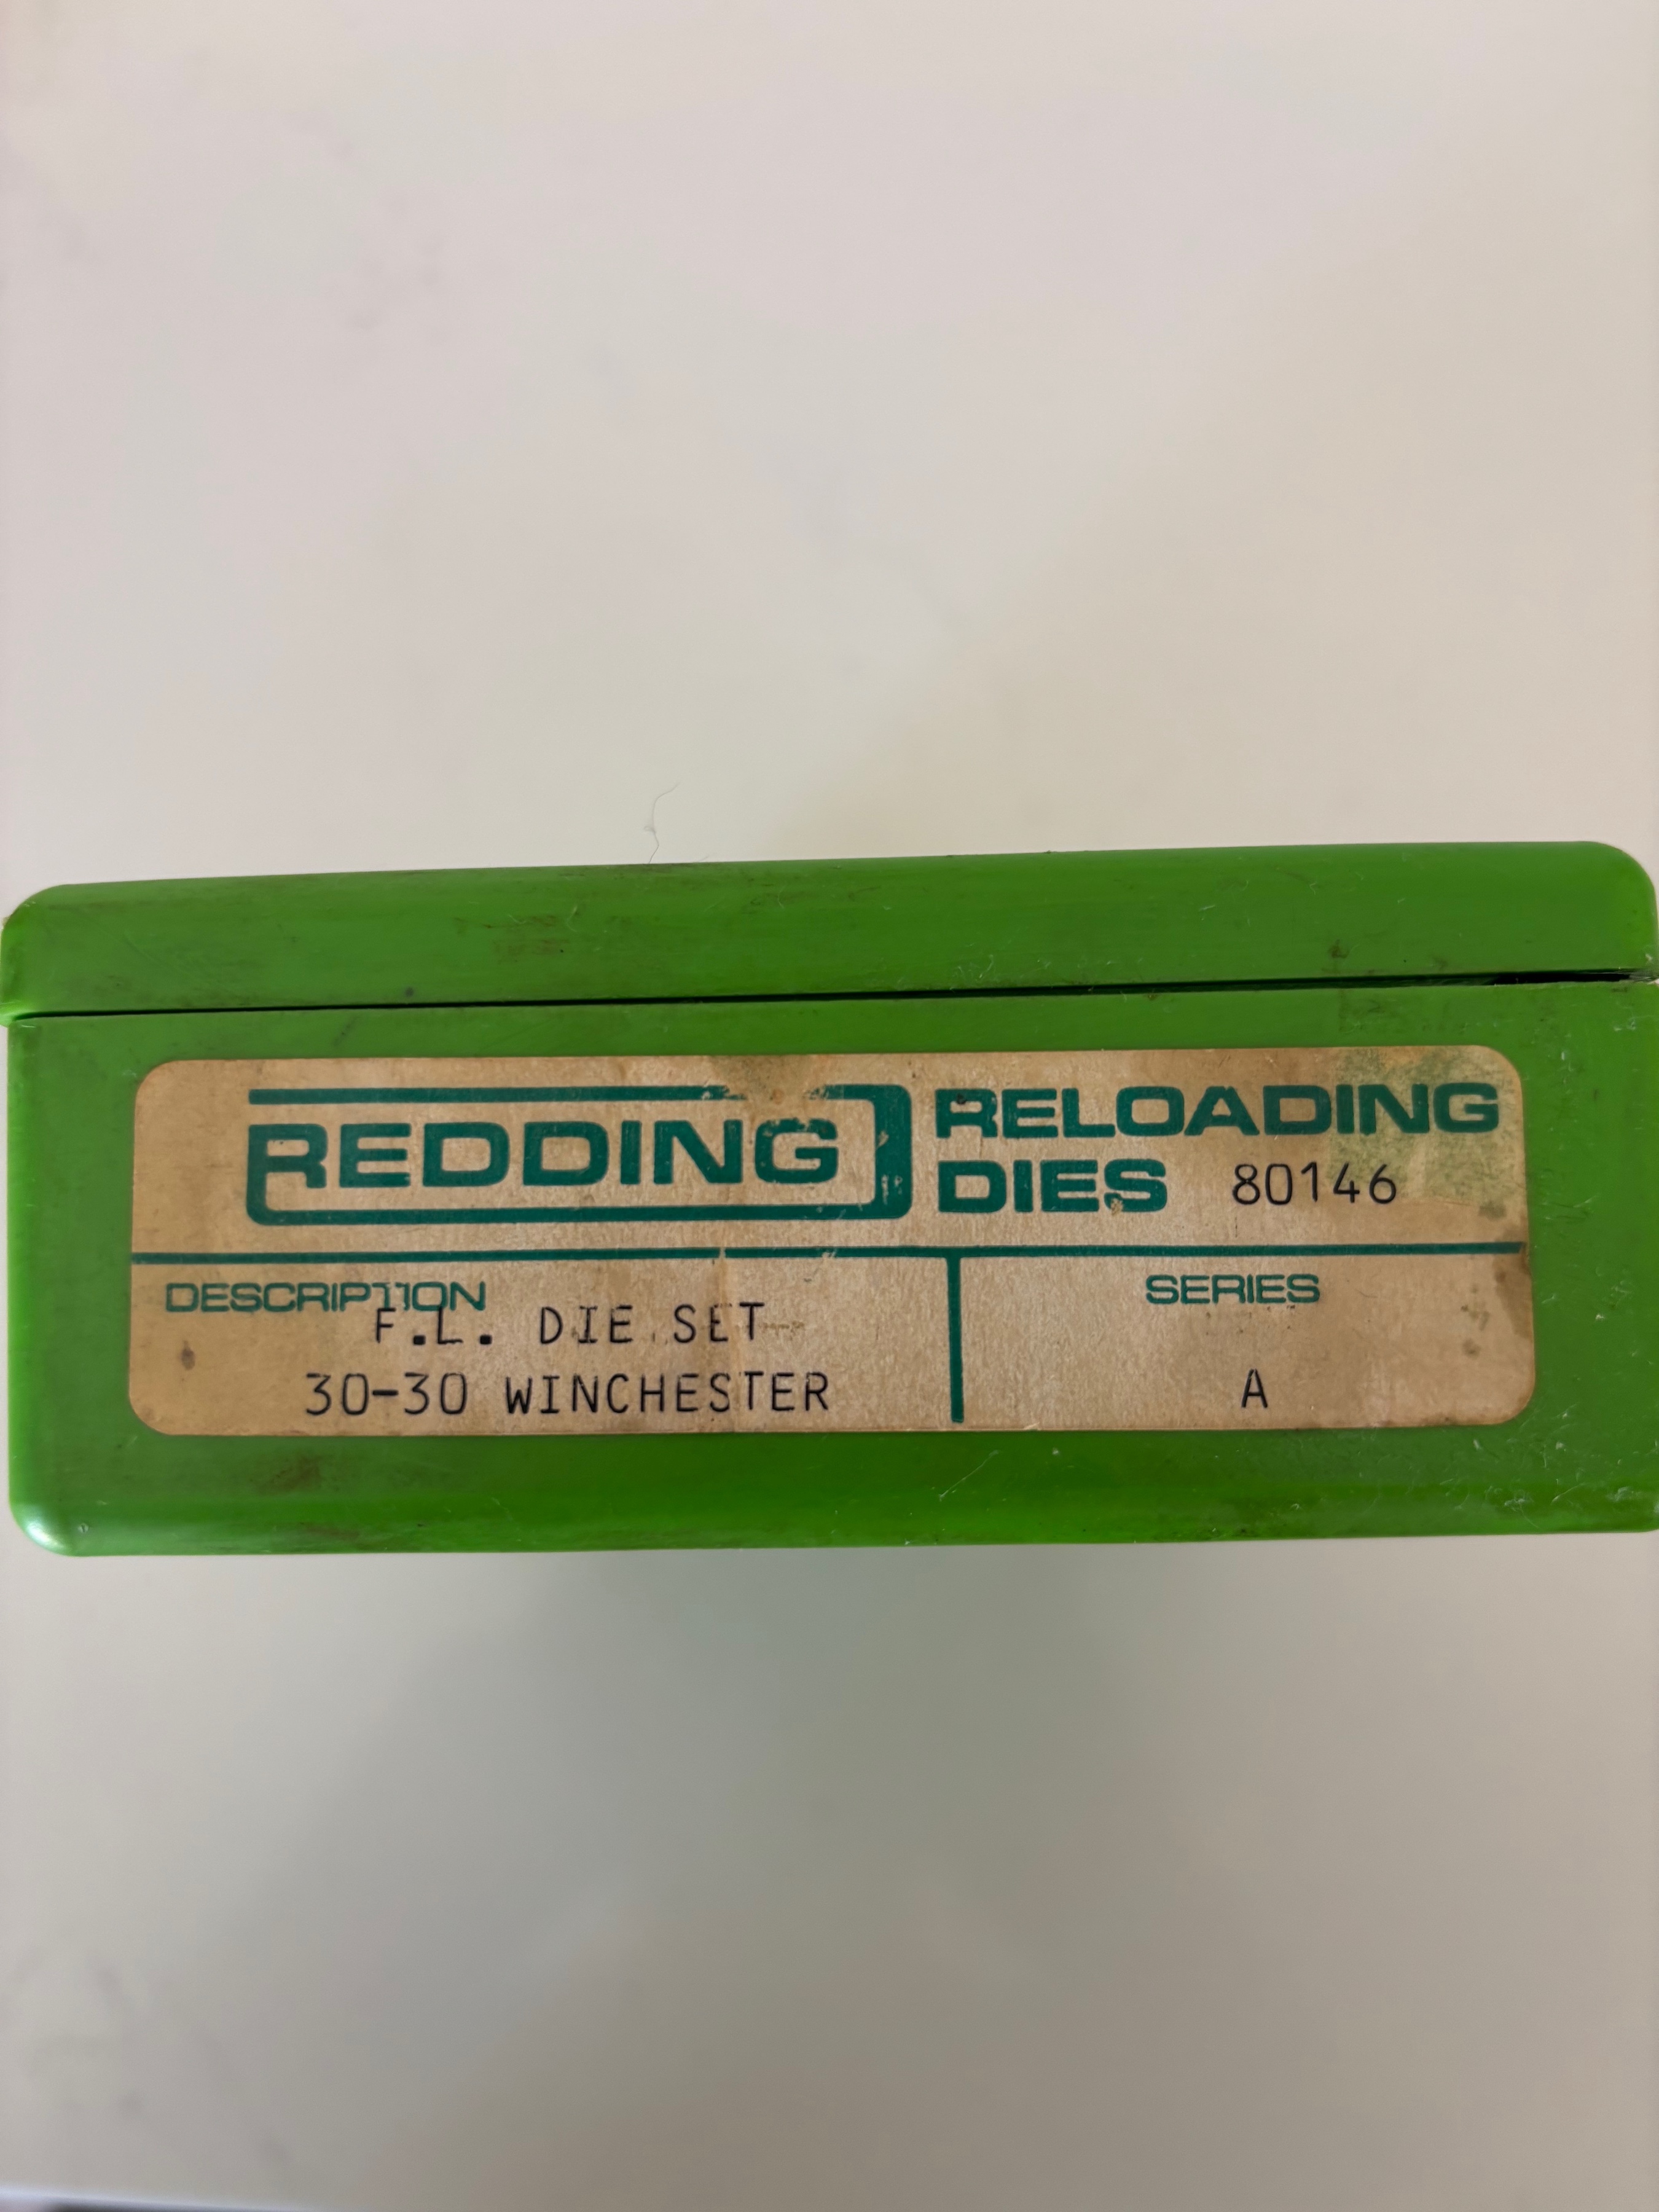 REDDING RELOADING
DIES 80146
DESCRIPTION SERIES
F.L. DIE SET
30-30 WINCHESTER A